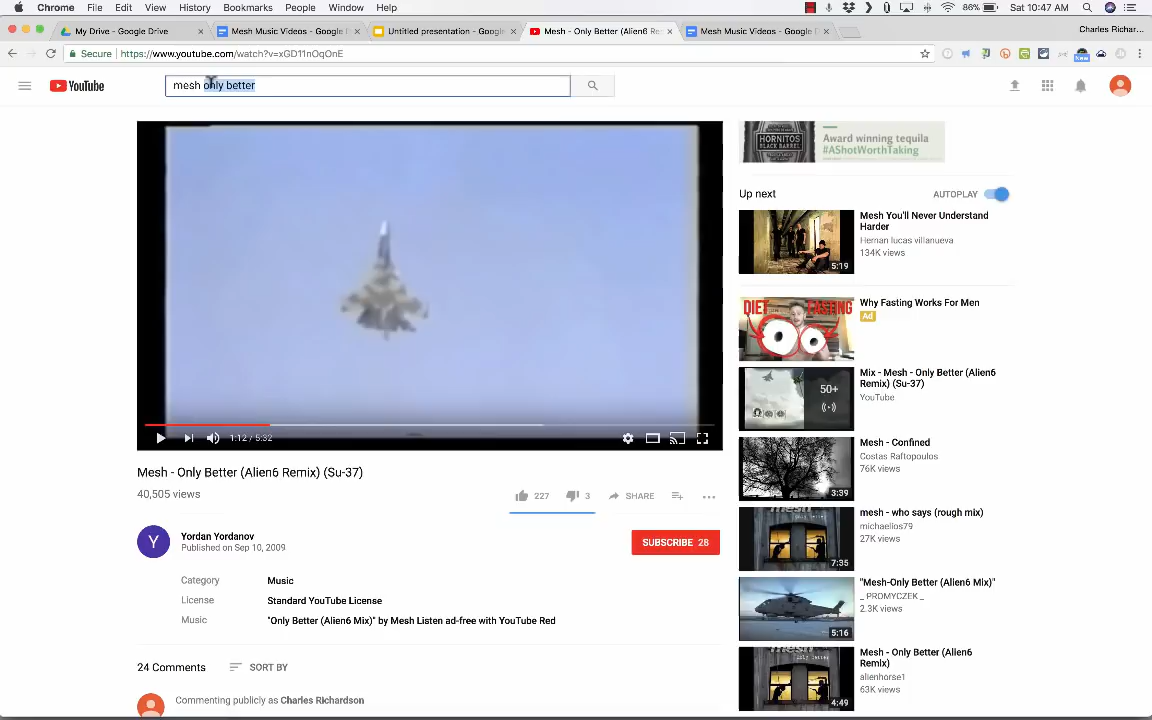 Chrome File Edit View History Bookmarks People Window Help 86% Sat 10:47 AM Charles Richar...
My Drive - Google Drive × Mesh Music Videos - Google × Untitled presentation - Google × Mesh - Only Better (Alien6 Re × Mesh Music Videos - Google ×
Charles Richar...
Secure https://www.youtube.com/watch?v=xGD11nOqOnE
YouTube
mesh only better
HORNITOS
BLACK BARREL
Award winning tequila
#AShotWorthTaking
Up next AUTOPLAY
Mesh You'll Never Understand
Harder
Hernan lucas villanueva
134K views
5:19
DIET FASTING
Why Fasting Works For Men
Ad
Mix - Mesh - Only Better (Alien6
Remix) (Su-37)
YouTube
50+
Mesh - Confined
Costas Raftopoulos
76K views
3:39
mesh - who says (rough mix)
michaelios79
27K views
7:35
"Mesh-Only Better (Alien6 Mix)"
_ PROMYCZEK _
2.3K views
5:16
Mesh - Only Better (Alien6
Remix)
alienhorse1
63K views
4:49
1:12 / 5:32
Mesh - Only Better (Alien6 Remix) (Su-37)
40,505 views
227 3 SHARE
Y
Yordan Yordanov
Published on Sep 10, 2009
SUBSCRIBE 28
Category Music
License Standard YouTube License
Music "Only Better (Alien6 Mix)" by Mesh Listen ad-free with YouTube Red
24 Comments SORT BY
Commenting publicly as Charles Richardson